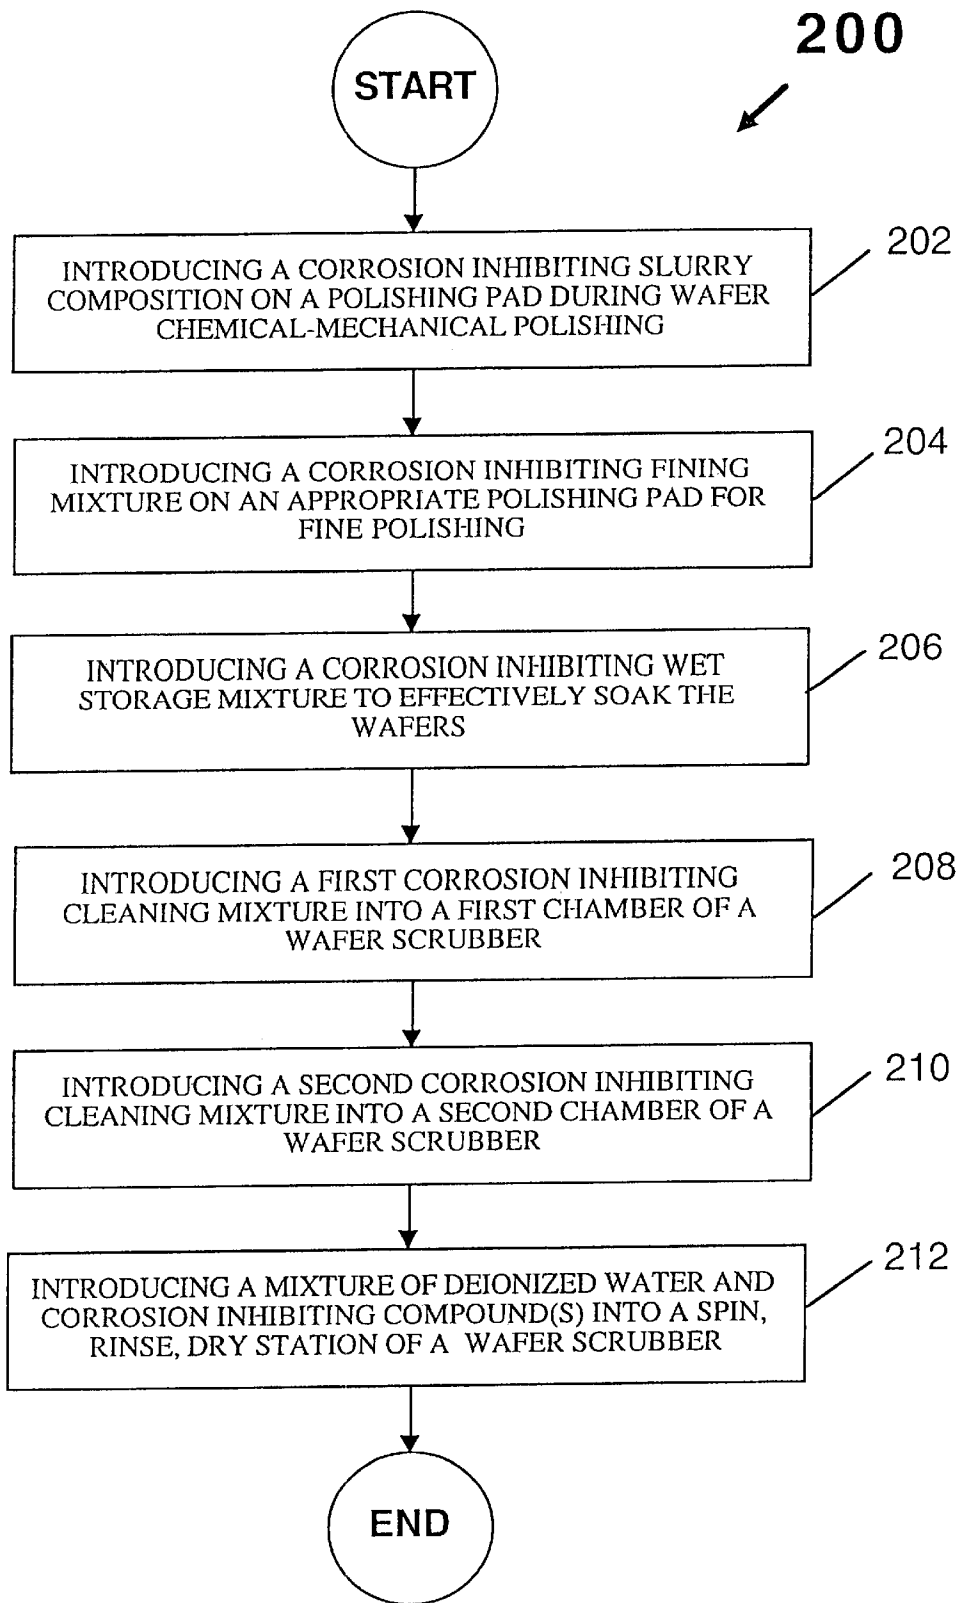 200
START
INTRODUCING A CORROSION INHIBITING SLURRY
COMPOSITION ON A POLISHING PAD DURING WAFER
CHEMICAL-MECHANICAL POLISHING
202
INTRODUCING A CORROSION INHIBITING FINING
MIXTURE ON AN APPROPRIATE POLISHING PAD FOR
FINE POLISHING
204
INTRODUCING A CORROSION INHIBITING WET
STORAGE MIXTURE TO EFFECTIVELY SOAK THE
WAFERS
206
INTRODUCING A FIRST CORROSION INHIBITING
CLEANING MIXTURE INTO A FIRST CHAMBER OF A
WAFER SCRUBBER
208
INTRODUCING A SECOND CORROSION INHIBITING
CLEANING MIXTURE INTO A SECOND CHAMBER OF A
WAFER SCRUBBER
210
INTRODUCING A MIXTURE OF DEIONIZED WATER AND
CORROSION INHIBITING COMPOUND(S) INTO A SPIN,
RINSE, DRY STATION OF A WAFER SCRUBBER
212
END